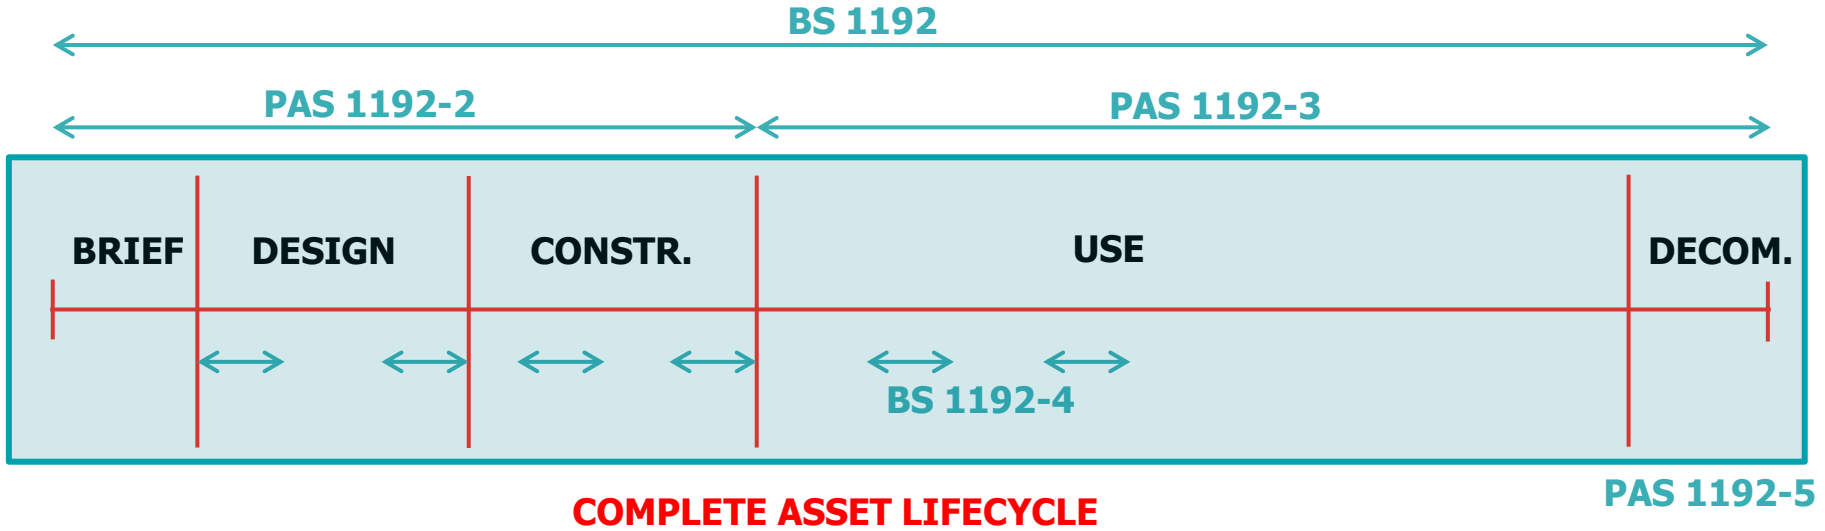 BS 1192
PAS 1192-2
PAS 1192-3
BRIEF
DESIGN
CONSTR.
USE
DECOM.
BS 1192-4
PAS 1192-5
COMPLETE ASSET LIFECYCLE